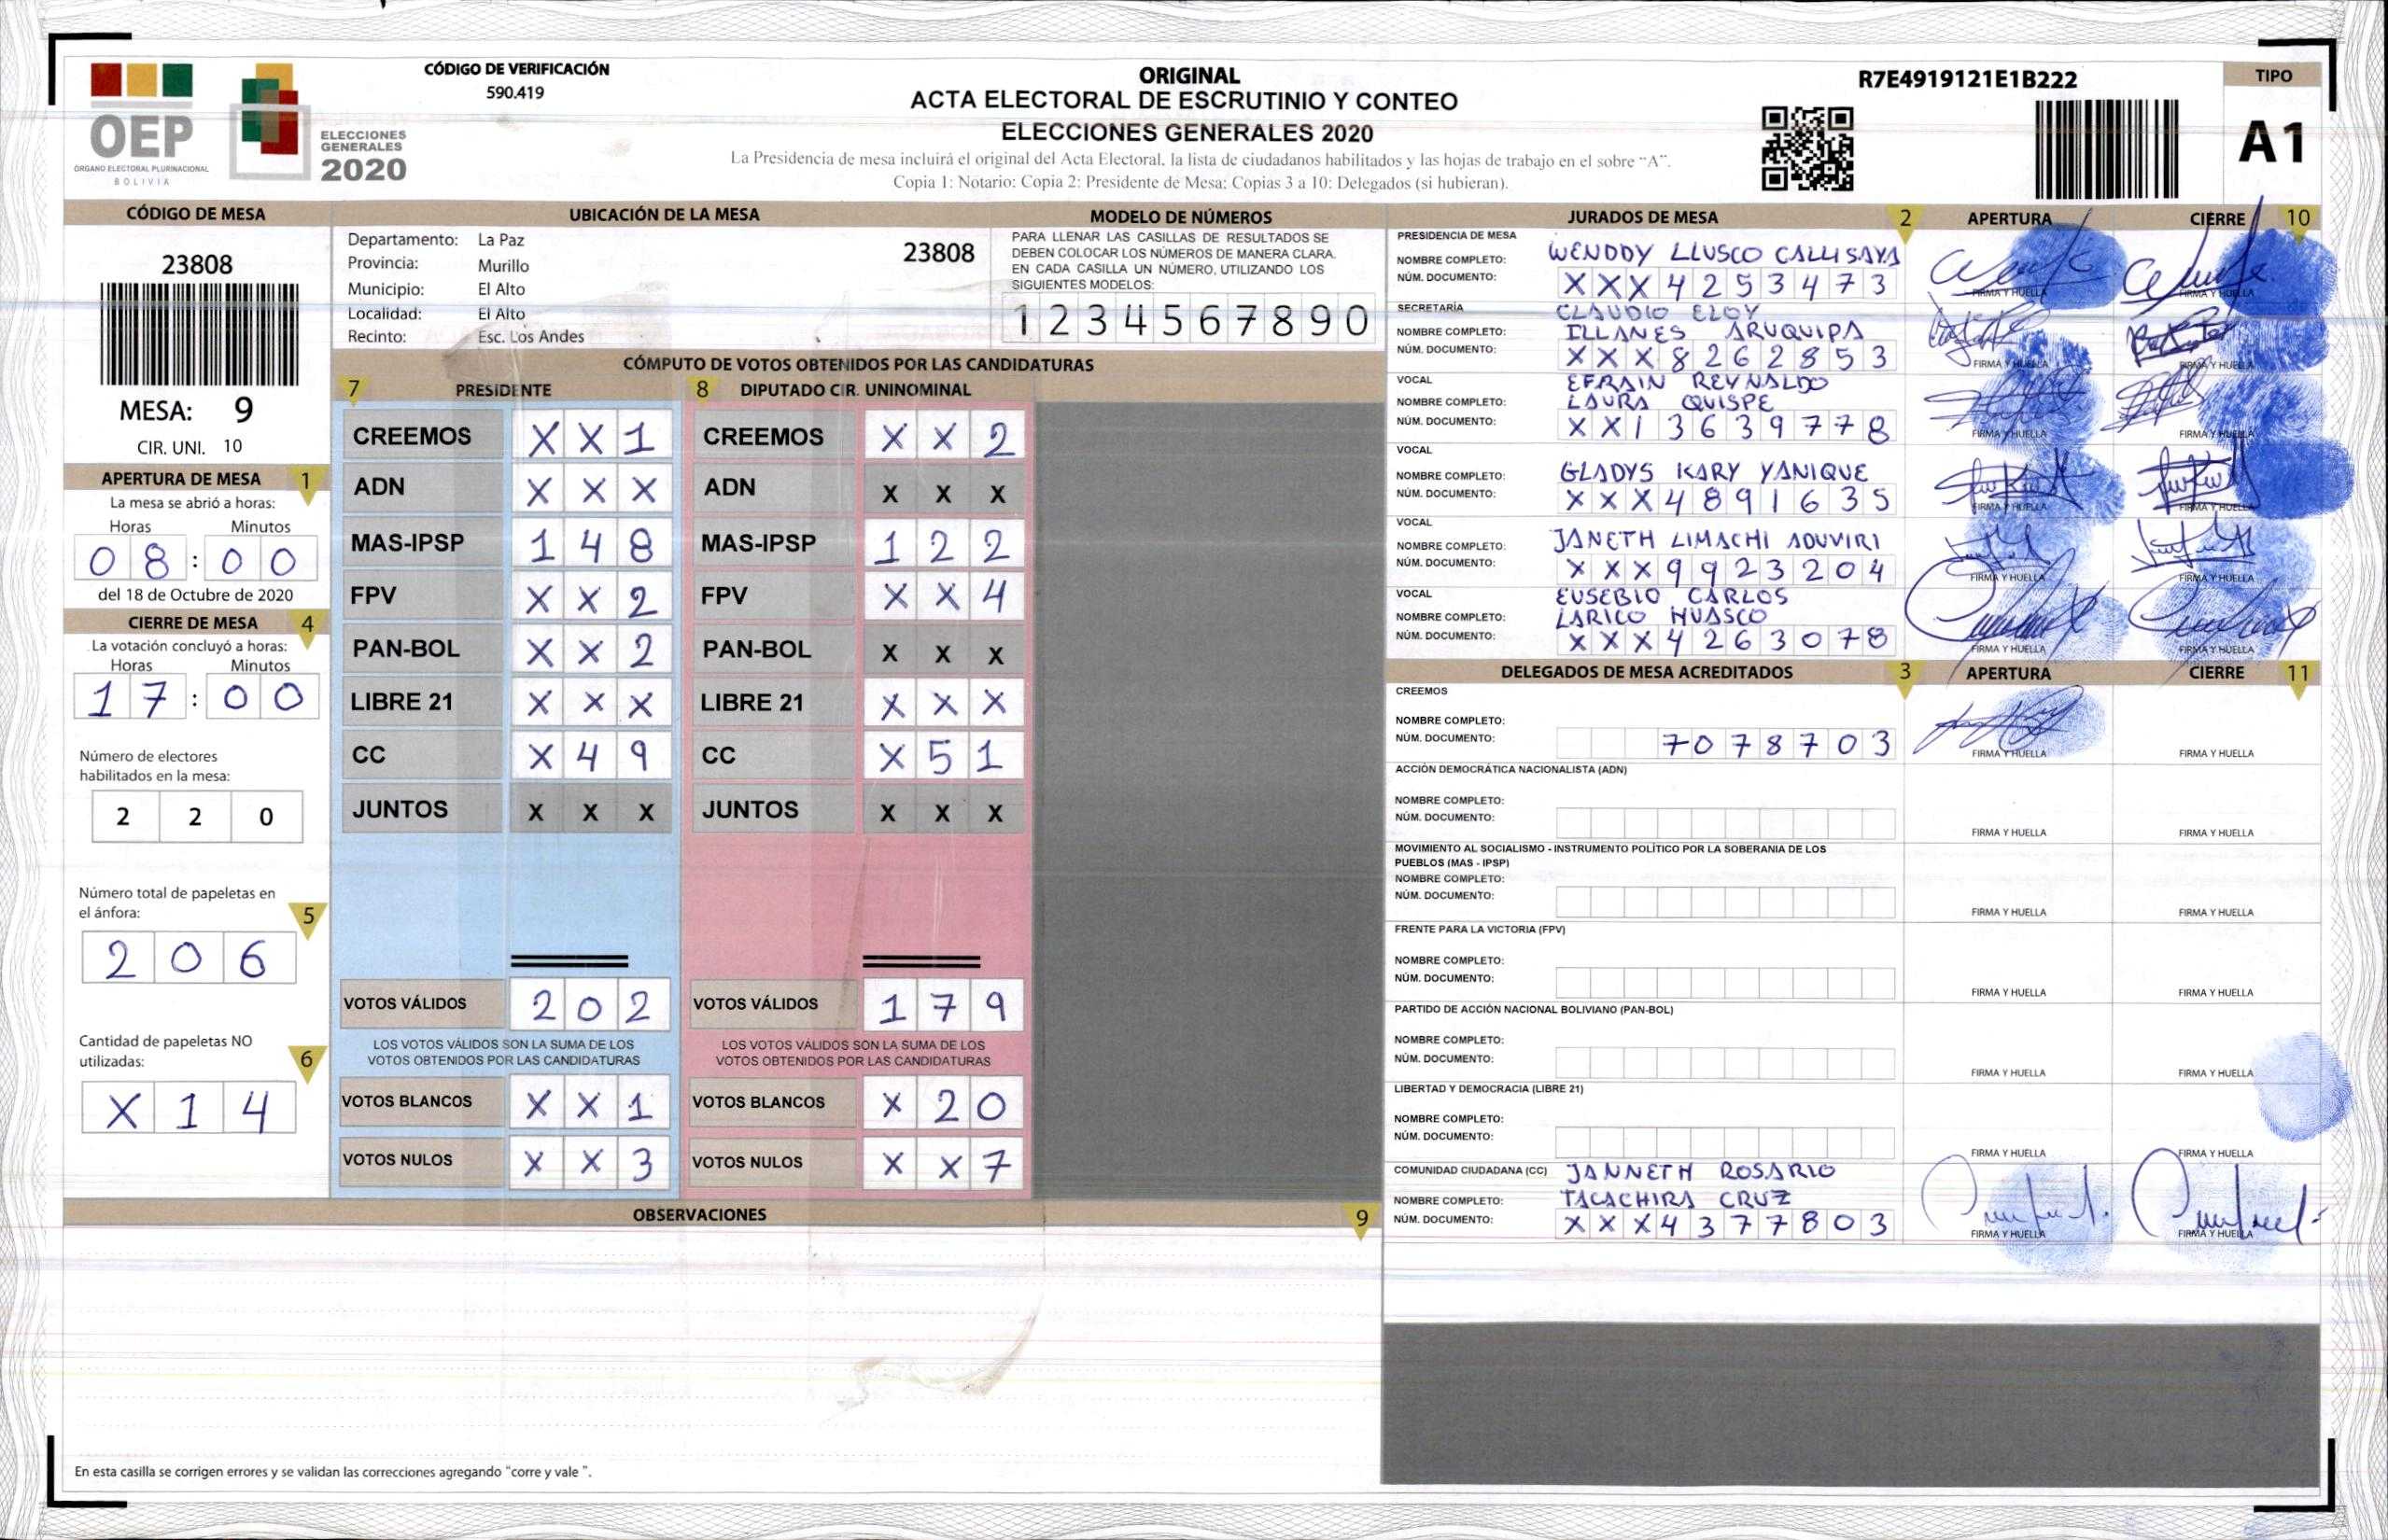 OEP
ORGANO ELECTORAL PLURINACIONAL
BOLIVIA
ELECCIONES
GENERALES
2020
CÓDIGO DE VERIFICACIÓN
590.419
ORIGINAL
ACTA ELECTORAL DE ESCRUTINIO Y CONTEO
ELECCIONES GENERALES 2020
La Presidencia de mesa incluirá el original del Acta Electoral, la lista de ciudadanos habilitados y las hojas de trabajo en el sobre "A".
Copia 1: Notario: Copia 2: Presidente de Mesa: Copias 3 a 10: Delegados (si hubieran).
R7E4919121E1B222
TIPO
A1
CÓDIGO DE MESA
23808
MESA: 9
CIR. UNI. 10
APERTURA DE MESA 1
La mesa se abrió a horas:
Horas Minutos
0 8 : 0 0
del 18 de Octubre de 2020
CIERRE DE MESA 4
La votación concluyó a horas:
Horas Minutos
1 7 : 0 0
Número de electores
habilitados en la mesa:
2 2 0
Número total de papeletas en
el ánfora: 5
2 0 6
Cantidad de papeletas NO
utilizadas: 6
X 1 4
UBICACIÓN DE LA MESA
Departamento: La Paz 23808
Provincia: Murillo
Municipio: El Alto
Localidad: El Alto
Recinto: Esc. Los Andes
MODELO DE NÚMEROS
PARA LLENAR LAS CASILLAS DE RESULTADOS SE
DEBEN COLOCAR LOS NÚMEROS DE MANERA CLARA.
EN CADA CASILLA UN NÚMERO, UTILIZANDO LOS
SIGUIENTES MODELOS:
1 2 3 4 5 6 7 8 9 0
CÓMPUTO DE VOTOS OBTENIDOS POR LAS CANDIDATURAS
7 PRESIDENTE 8 DIPUTADO CIR. UNINOMINAL
CREEMOS X X 1 CREEMOS X X 2
ADN X X X ADN X X X
MAS-IPSP 1 4 8 MAS-IPSP 1 2 2
FPV X X 2 FPV X X 4
PAN-BOL X X 2 PAN-BOL X X X
LIBRE 21 X X X LIBRE 21 X X X
CC X 4 9 CC X 5 1
JUNTOS X X X JUNTOS X X X
VOTOS VÁLIDOS 2 0 2 VOTOS VÁLIDOS 1 7 9
LOS VOTOS VÁLIDOS SON LA SUMA DE LOS LOS VOTOS VÁLIDOS SON LA SUMA DE LOS
VOTOS OBTENIDOS POR LAS CANDIDATURAS VOTOS OBTENIDOS POR LAS CANDIDATURAS
VOTOS BLANCOS X X 1 VOTOS BLANCOS X 2 0
VOTOS NULOS X X 3 VOTOS NULOS X X 7
OBSERVACIONES 9
En esta casilla se corrigen errores y se validan las correcciones agregando "corre y vale ".
JURADOS DE MESA 2 APERTURA CIERRE 10
PRESIDENCIA DE MESA
NOMBRE COMPLETO: WENDDY LLUSCO CALLISAYA
NÚM. DOCUMENTO: X X X 4 2 5 3 4 7 3 FIRMA Y HUELLA FIRMA Y HUELLA
SECRETARÍA CLAUDIO ELOY
NOMBRE COMPLETO: ILLANES ARUQUIPA
NÚM. DOCUMENTO: X X X 8 2 6 2 8 5 3 FIRMA Y HUELLA FIRMA Y HUELLA
VOCAL EFRAIN REYNALDO
NOMBRE COMPLETO: LAURA QUISPE
NÚM. DOCUMENTO: X X 1 3 6 3 9 7 7 8 FIRMA Y HUELLA FIRMA Y HUELLA
VOCAL
NOMBRE COMPLETO: GLADYS KARY YANIQUE
NÚM. DOCUMENTO: X X X 4 8 9 1 6 3 5 FIRMA Y HUELLA FIRMA Y HUELLA
VOCAL
NOMBRE COMPLETO: JANETH LIMACHI ADUVIRI
NÚM. DOCUMENTO: X X X 9 9 2 3 2 0 4 FIRMA Y HUELLA FIRMA Y HUELLA
VOCAL EUSEBIO CARLOS
NOMBRE COMPLETO: LARICO HUASCO
NÚM. DOCUMENTO: X X X 4 2 6 3 0 7 8 FIRMA Y HUELLA FIRMA Y HUELLA
DELEGADOS DE MESA ACREDITADOS 3 APERTURA CIERRE 11
CREEMOS
NOMBRE COMPLETO:
NÚM. DOCUMENTO: 7 0 7 8 7 0 3 FIRMA Y HUELLA FIRMA Y HUELLA
ACCIÓN DEMOCRÁTICA NACIONALISTA (ADN)
NOMBRE COMPLETO:
NÚM. DOCUMENTO: FIRMA Y HUELLA FIRMA Y HUELLA
MOVIMIENTO AL SOCIALISMO - INSTRUMENTO POLÍTICO POR LA SOBERANIA DE LOS
PUEBLOS (MAS - IPSP)
NOMBRE COMPLETO:
NÚM. DOCUMENTO: FIRMA Y HUELLA FIRMA Y HUELLA
FRENTE PARA LA VICTORIA (FPV)
NOMBRE COMPLETO:
NÚM. DOCUMENTO: FIRMA Y HUELLA FIRMA Y HUELLA
PARTIDO DE ACCIÓN NACIONAL BOLIVIANO (PAN-BOL)
NOMBRE COMPLETO:
NÚM. DOCUMENTO: FIRMA Y HUELLA FIRMA Y HUELLA
LIBERTAD Y DEMOCRACIA (LIBRE 21)
NOMBRE COMPLETO:
NÚM. DOCUMENTO: FIRMA Y HUELLA FIRMA Y HUELLA
COMUNIDAD CIUDADANA (CC) JANNETH ROSARIO
NOMBRE COMPLETO: TACACHIRA CRUZ
NÚM. DOCUMENTO: X X X 4 3 7 7 8 0 3 FIRMA Y HUELLA FIRMA Y HUELLA